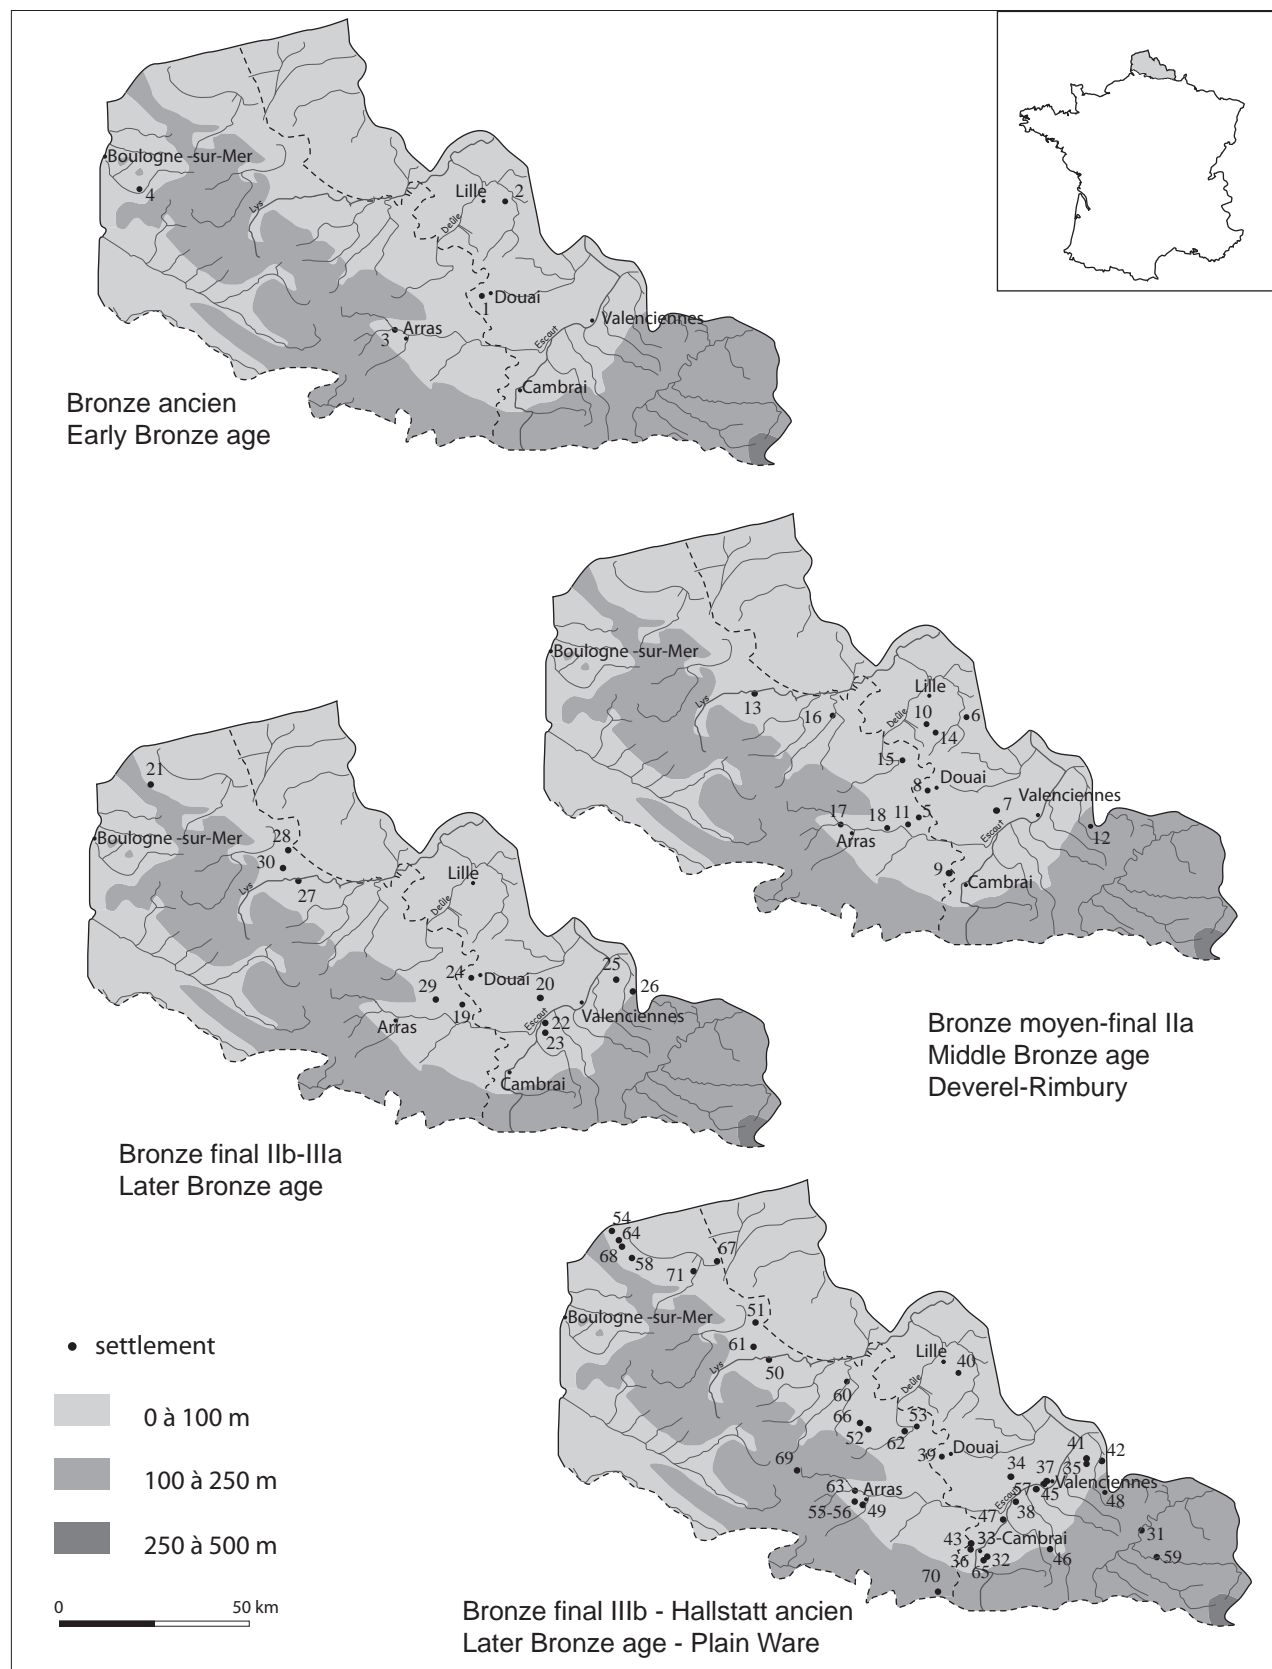 Boulogne -sur-Mer
4
Lys
Lille
2
Deûle
1
Douai
3
Arras
Escaut
Valenciennes
Cambrai
Bronze ancien
Early Bronze age
Boulogne -sur-Mer
Lys
13
16
Lille
10
6
Deûle
14
15
Douai
8
7
Valenciennes
17
18
11
5
Arras
Escaut
12
9
Cambrai
Bronze moyen-final IIa
Middle Bronze age
Deverel-Rimbury
21
Boulogne -sur-Mer
28
30
27
Lys
Lille
Deûle
24
Douai
25
29
19
20
26
Arras
Escaut
22
Valenciennes
23
Cambrai
Bronze final IIb-IIIa
Later Bronze age
54
64
68
58
67
71
Boulogne -sur-Mer
51
61
Lys
50
Lille
40
Deûle
60
66
52
53
62
69
39
Douai
41
42
34
37
35
63
Arras
57
Valenciennes
45
48
55-56
49
Escaut
38
47
31
43
33-Cambrai
36
32
46
59
65
70
Bronze final IIIb - Hallstatt ancien
Later Bronze age - Plain Ware
settlement
0 à 100 m
100 à 250 m
250 à 500 m
0
50 km